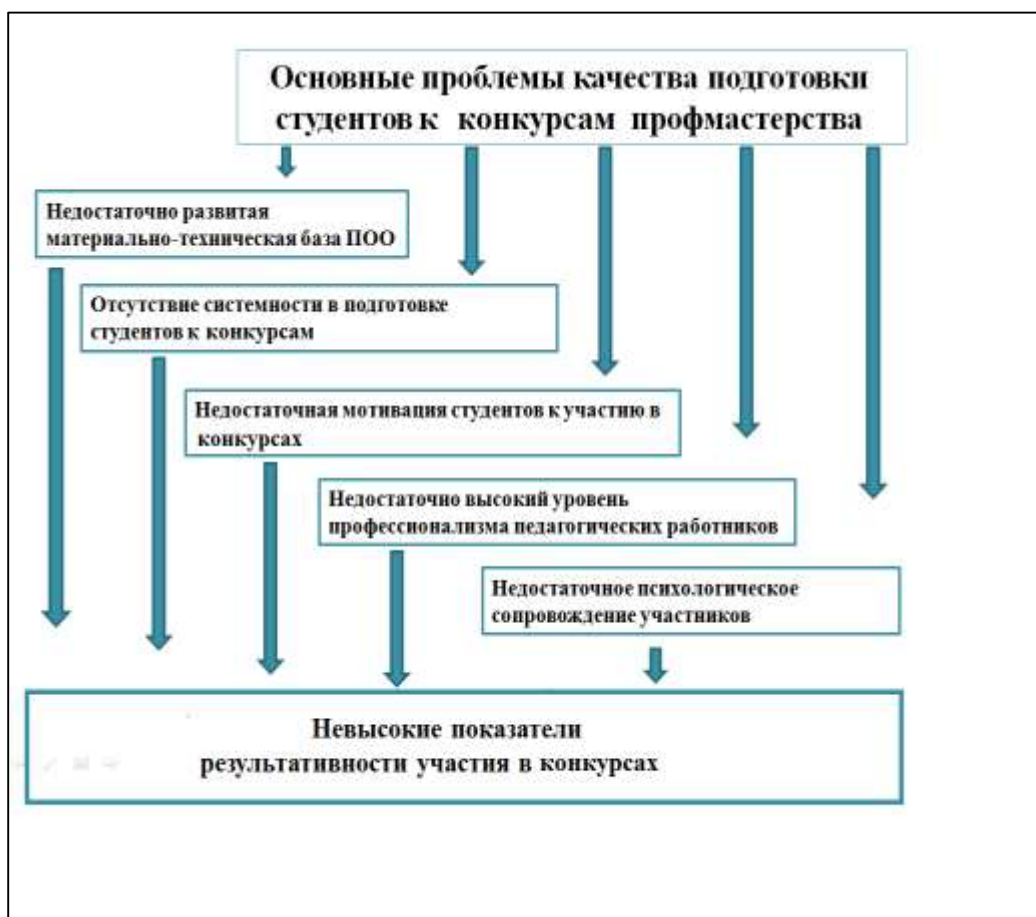 Основные проблемы качества подготовки
студентов к конкурсам профмастерства
Недостаточно развитая
материально-техническая база ПОО
Отсутствие системности в подготовке
студентов к конкурсам
Недостаточная мотивация студентов к участию в
конкурсах
Недостаточно высокий уровень
профессионализма педагогических работников
Недостаточное психологическое
сопровождение участников
Невысокие показатели
результативности участия в конкурсах